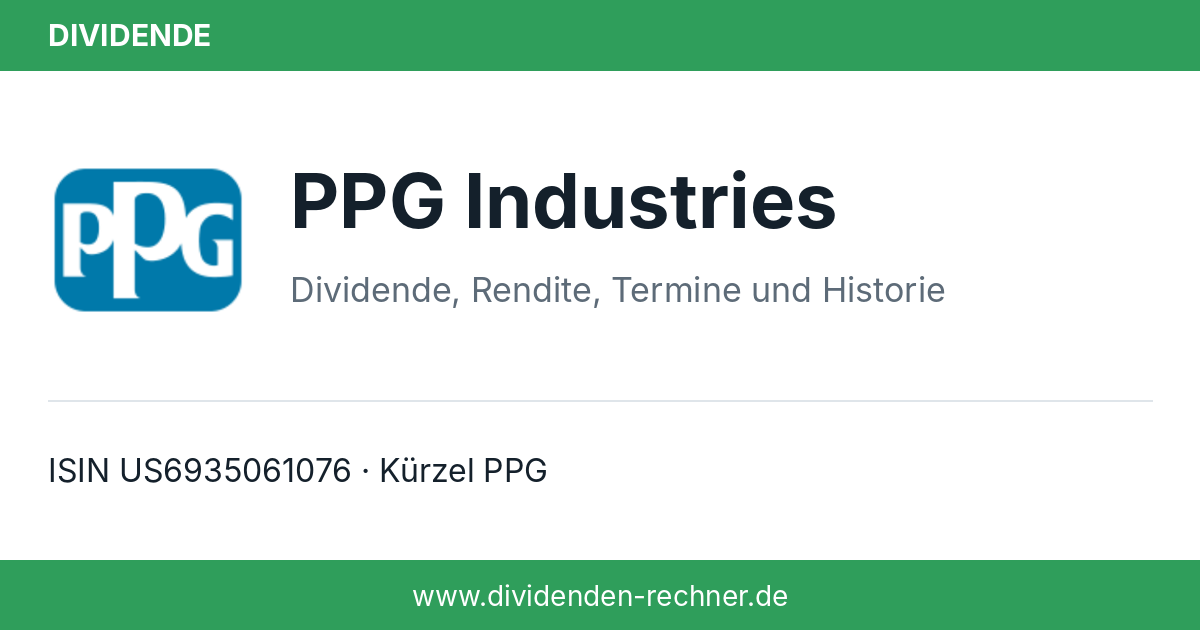 DIVIDENDE
PPG
PPG Industries
Dividende, Rendite, Termine und Historie
ISIN US6935061076 · Kürzel PPG
www.dividenden-rechner.de